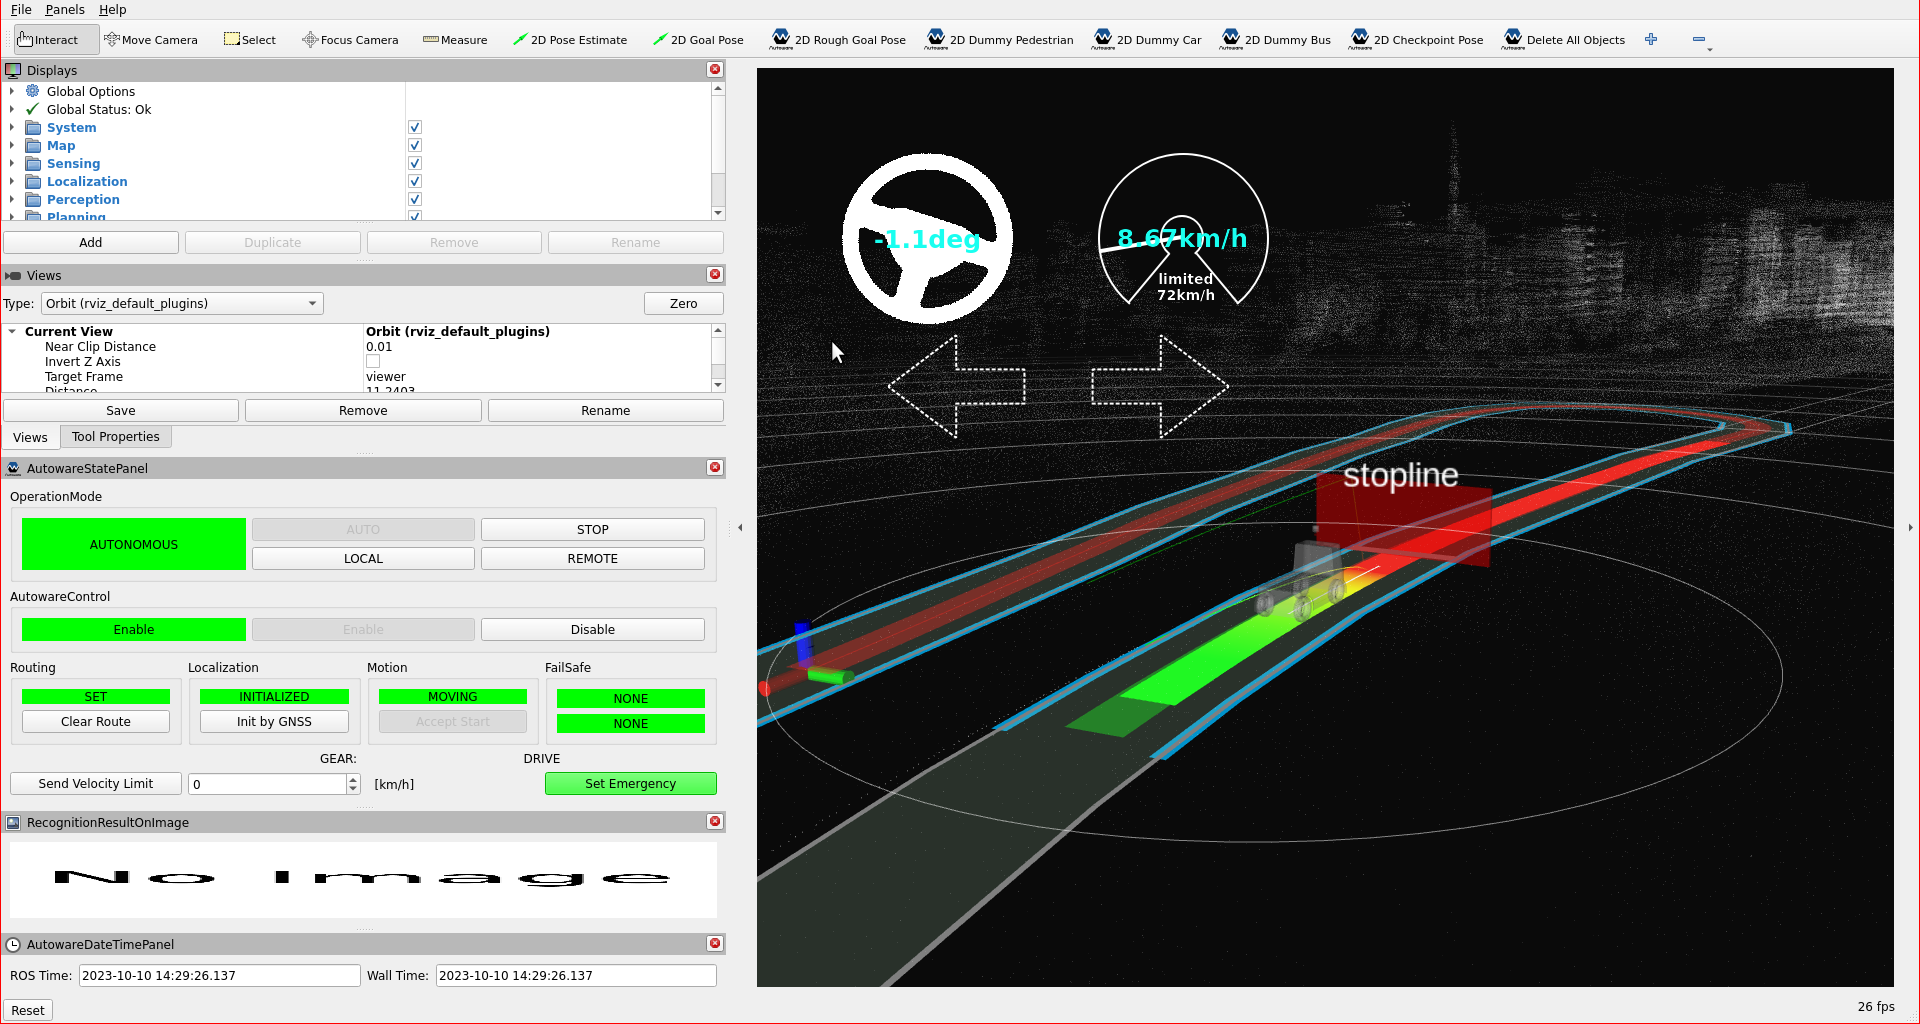 File Panels Help
Interact Move Camera Select Focus Camera Measure 2D Pose Estimate 2D Goal Pose 2D Rough Goal Pose 2D Dummy Pedestrian 2D Dummy Car 2D Dummy Bus 2D Checkpoint Pose Delete All Objects
Displays
Global Options
Global Status: Ok
System
Map
Sensing
Localization
Perception
Planning
Add Duplicate Remove Rename
Views
Type: Orbit (rviz_default_plugins) Zero
Current View Orbit (rviz_default_plugins)
Near Clip Distance 0.01
Invert Z Axis
Target Frame viewer
Distance 11.2403
Save Remove Rename
Views Tool Properties
AutowareStatePanel
OperationMode
AUTONOMOUS AUTO STOP
LOCAL REMOTE
AutowareControl
Enable Enable Disable
Routing Localization Motion FailSafe
SET INITIALIZED MOVING NONE
Clear Route Init by GNSS Accept Start NONE
GEAR: DRIVE
Send Velocity Limit 0 [km/h] Set Emergency
RecognitionResultOnImage
No Image
AutowareDateTimePanel
ROS Time: 2023-10-10 14:29:26.137 Wall Time: 2023-10-10 14:29:26.137
Reset
-1.1deg 8.67km/h
limited
72km/h
stopline
26 fps